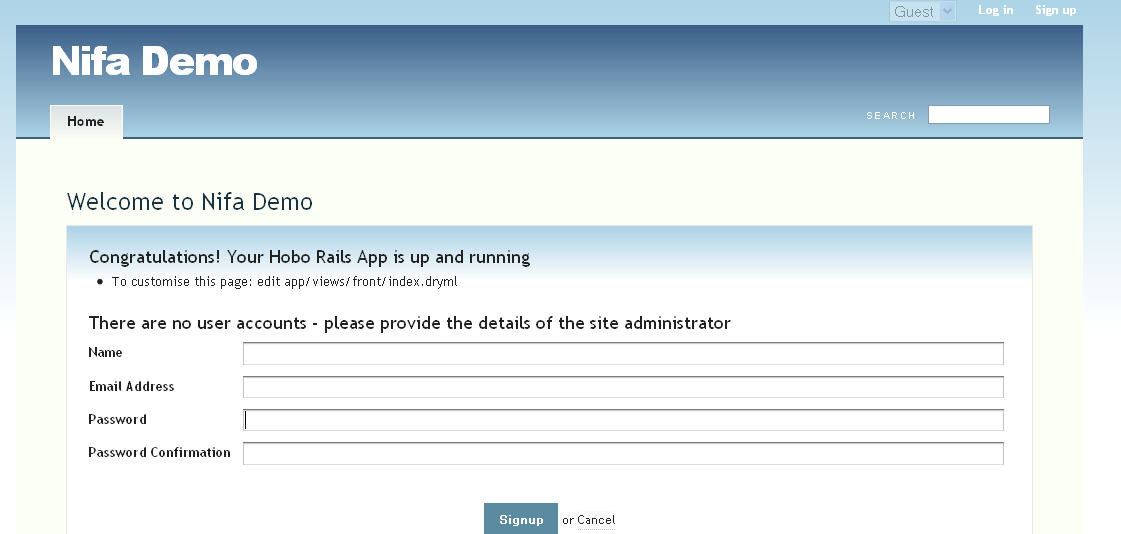 Guest Log in Sign up
Nifa Demo
Home
SEARCH
Welcome to Nifa Demo
Congratulations! Your Hobo Rails App is up and running
• To customise this page: edit app/views/front/index.dryml
There are no user accounts - please provide the details of the site administrator
Name
Email Address
Password
Password Confirmation
Signup or Cancel